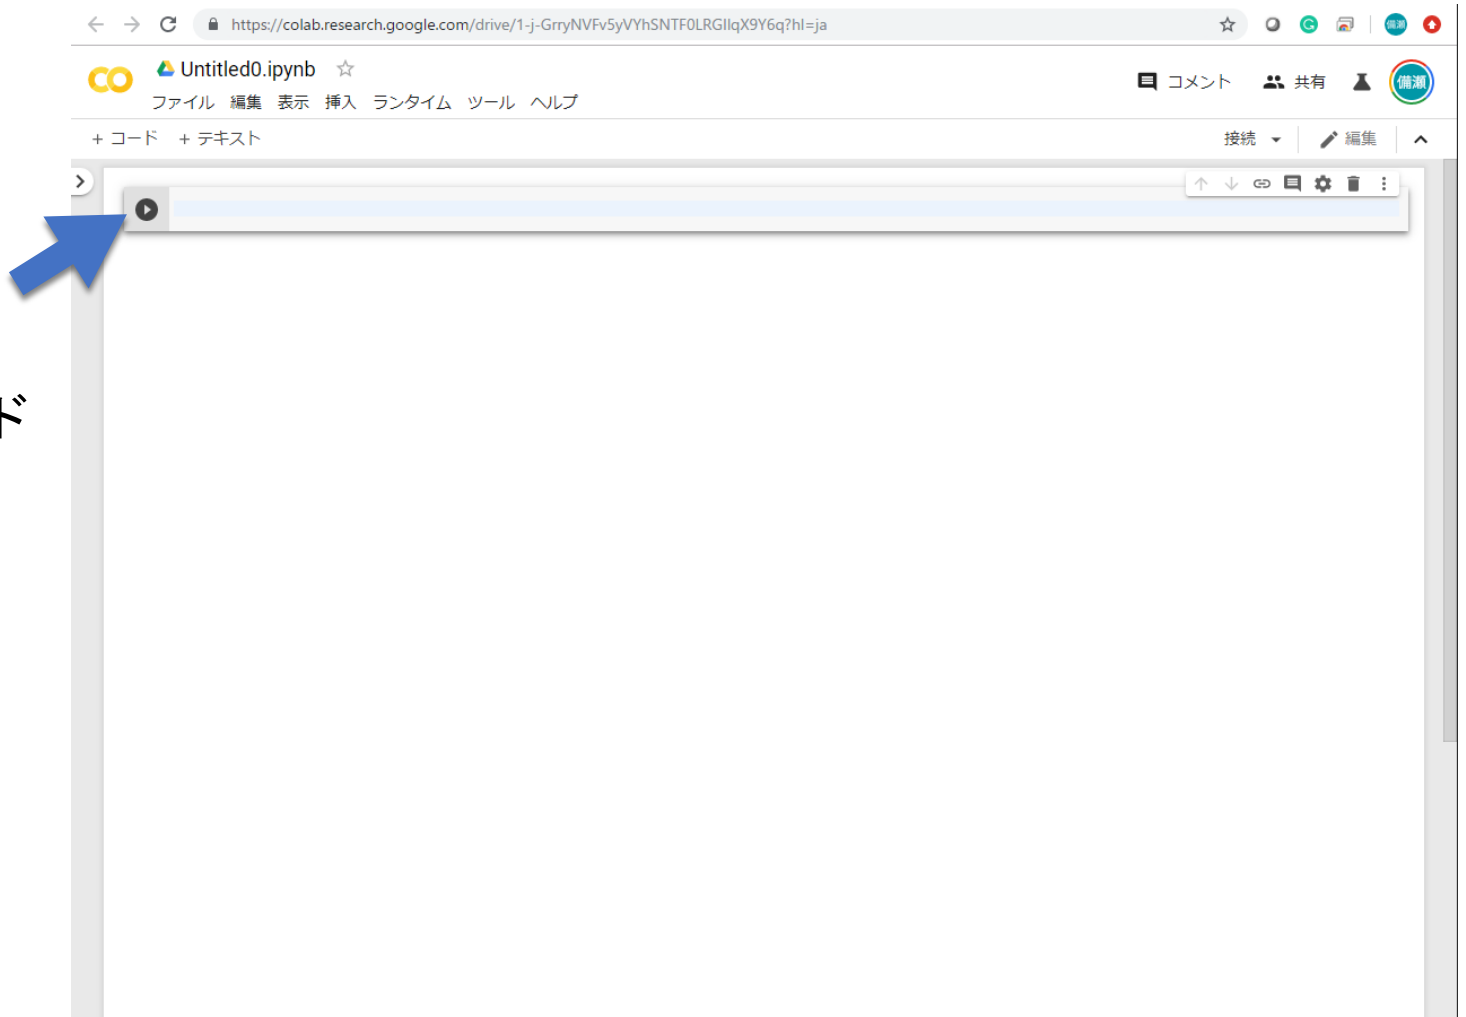 https://colab.research.google.com/drive/1-j-GrryNVFv5yVYhSNTF0LRGIlqX9Y6q?hl=ja
Untitled0.ipynb
コメント 共有 備瀬
ファイル 編集 表示 挿入 ランタイム ツール ヘルプ
+ コード + テキスト 接続 編集
ド